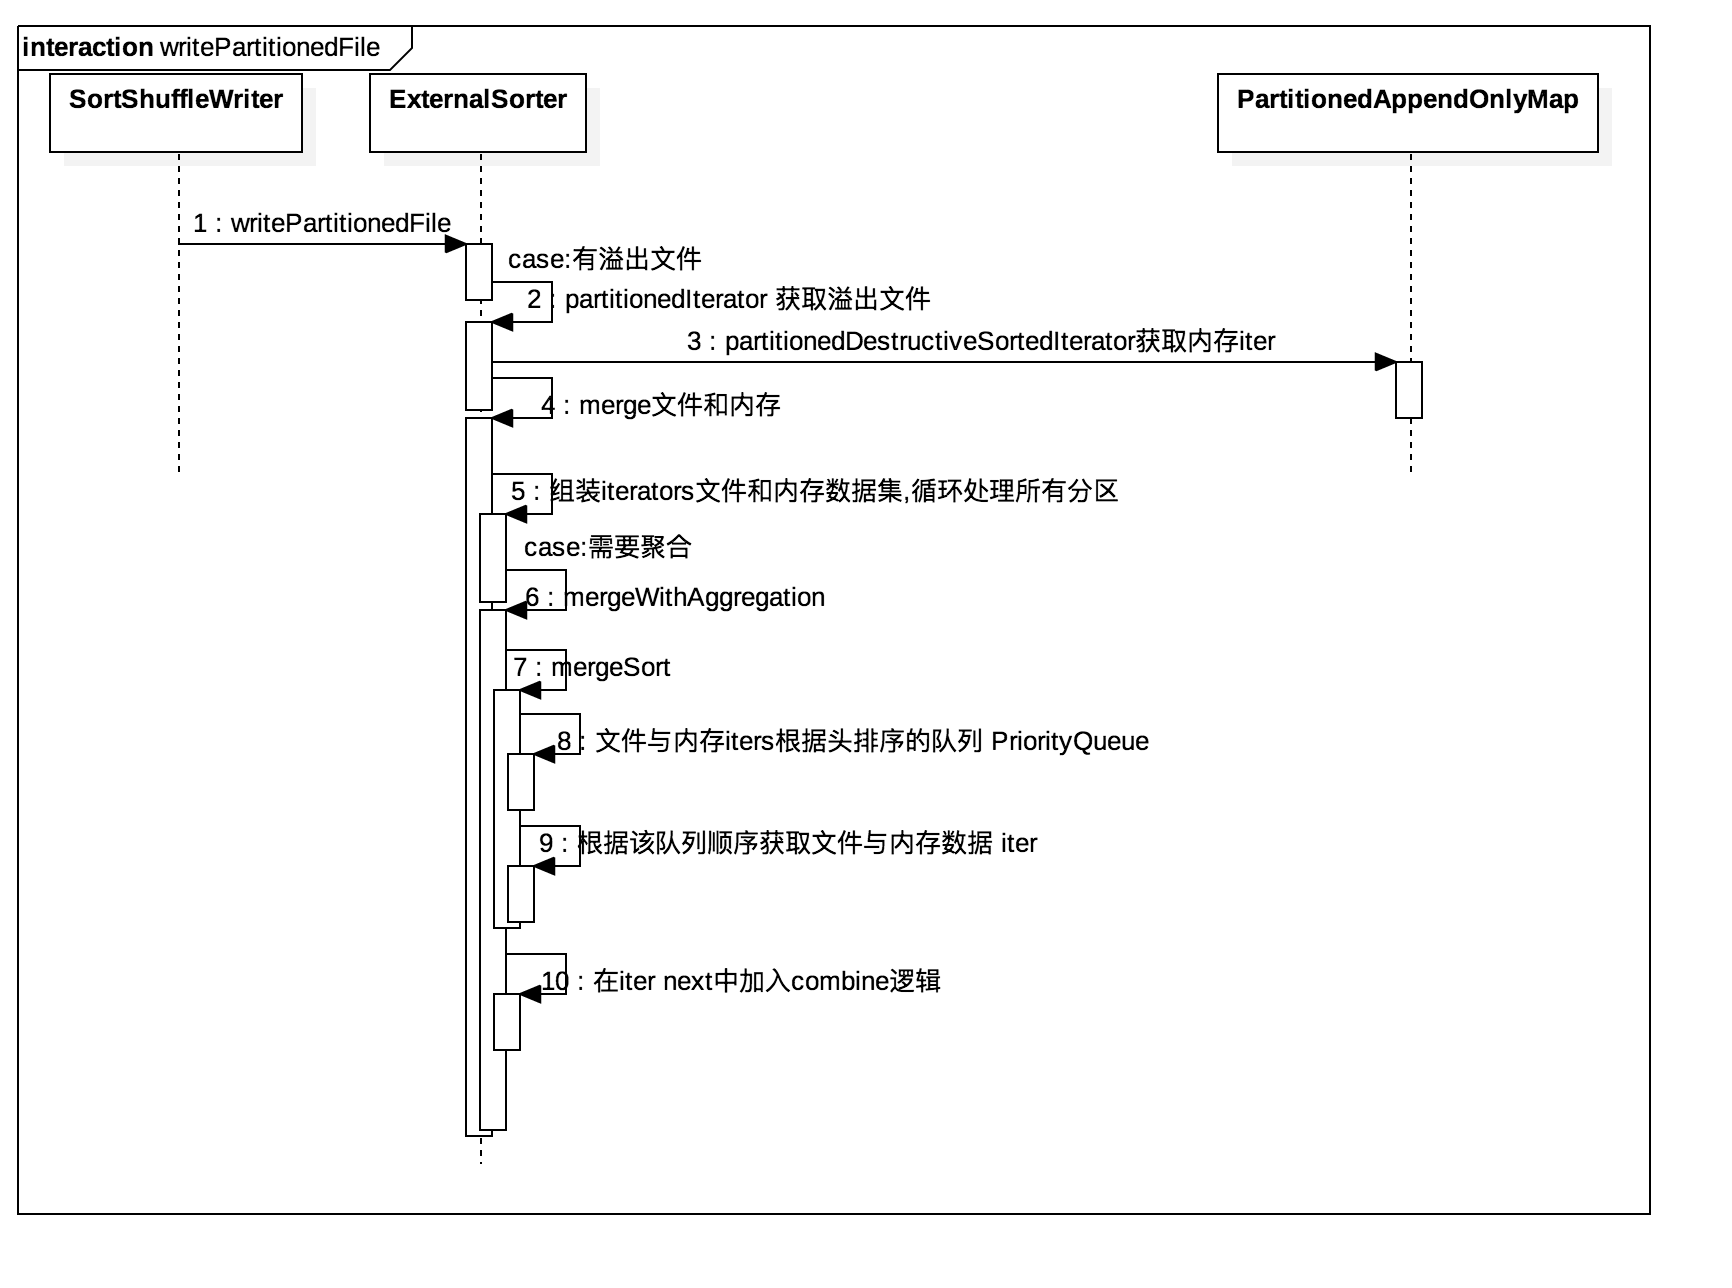 interaction writePartitionedFile
SortShuffleWriter
ExternalSorter
PartitionedAppendOnlyMap
1 : writePartitionedFile
case:有溢出文件
2 : partitionedIterator 获取溢出文件
3 : partitionedDestructiveSortedIterator获取内存iter
4 : merge文件和内存
5 : 组装iterators文件和内存数据集,循环处理所有分区
case:需要聚合
6 : mergeWithAggregation
7 : mergeSort
8 : 文件与内存iters根据头排序的队列 PriorityQueue
9 : 根据该队列顺序获取文件与内存数据 iter
10 : 在iter next中加入combine逻辑